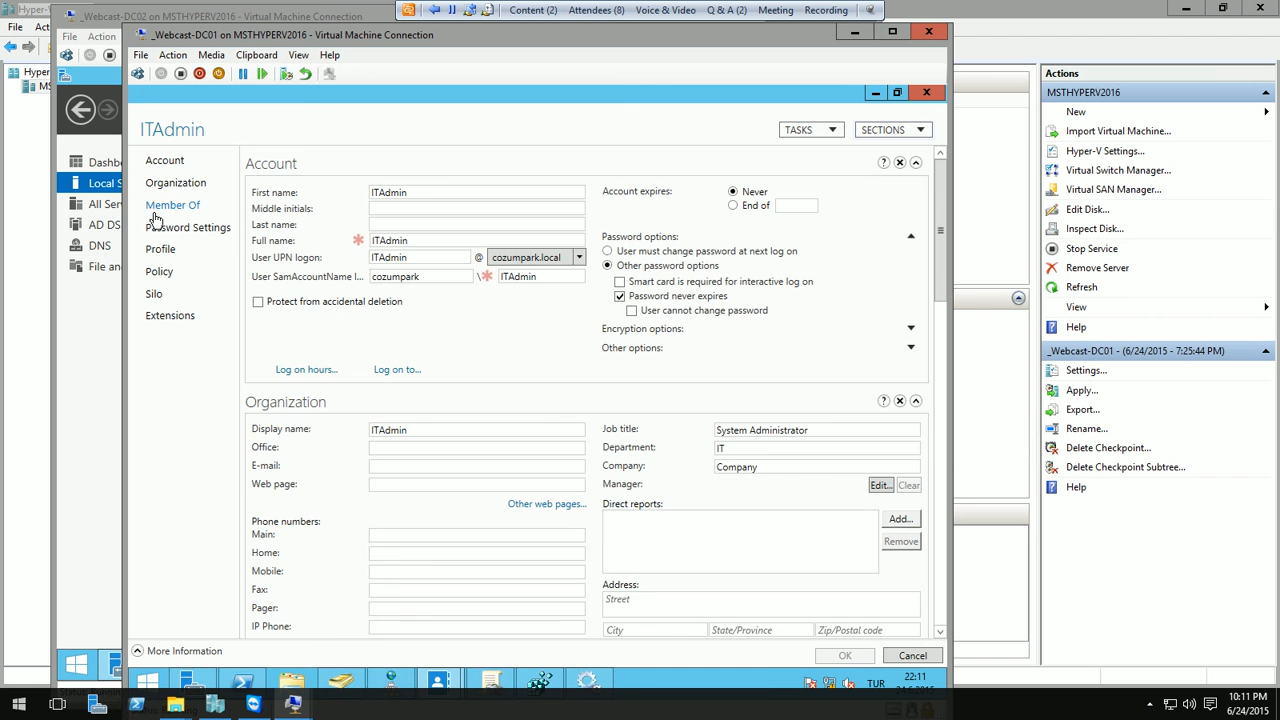 Hyper-V
_Webcast-DC02 on MSTHYPERV2016 - Virtual Machine Connection
Content (2)
Attendees (8)
Voice & Video
Q & A (2)
Meeting
Recording
File
Action
File
Action
_Webcast-DC01 on MSTHYPERV2016 - Virtual Machine Connection
File
Action
Media
Clipboard
View
Help
Hyper
MS
ITAdmin
TASKS
SECTIONS
Account
Organization
Member Of
Password Settings
Profile
Policy
Silo
Extensions
Dashbo
Local S
All Serv
AD DS
DNS
File and
Account
First name:
ITAdmin
Middle initials:
Last name:
Full name:
ITAdmin
User UPN logon:
ITAdmin
@
cozumpark.local
User SamAccountName l...
cozumpark
\
ITAdmin
Protect from accidental deletion
Log on hours...
Log on to...
Account expires:
Never
End of
Password options:
User must change password at next log on
Other password options
Smart card is required for interactive log on
Password never expires
User cannot change password
Encryption options:
Other options:
Organization
Display name:
ITAdmin
Office:
E-mail:
Web page:
Other web pages...
Phone numbers:
Main:
Home:
Mobile:
Fax:
Pager:
IP Phone:
Job title:
System Administrator
Department:
IT
Company:
Company
Manager:
Edit...
Clear
Direct reports:
Add...
Remove
Address:
Street
City
State/Province
Zip/Postal code
More Information
OK
Cancel
TUR
22:11
Actions
MSTHYPERV2016
New
Import Virtual Machine...
Hyper-V Settings...
Virtual Switch Manager...
Virtual SAN Manager...
Edit Disk...
Inspect Disk...
Stop Service
Remove Server
Refresh
View
Help
_Webcast-DC01 - (6/24/2015 - 7:25:44 PM)
Settings...
Apply...
Export...
Rename...
Delete Checkpoint...
Delete Checkpoint Subtree...
Help
10:11 PM
6/24/2015